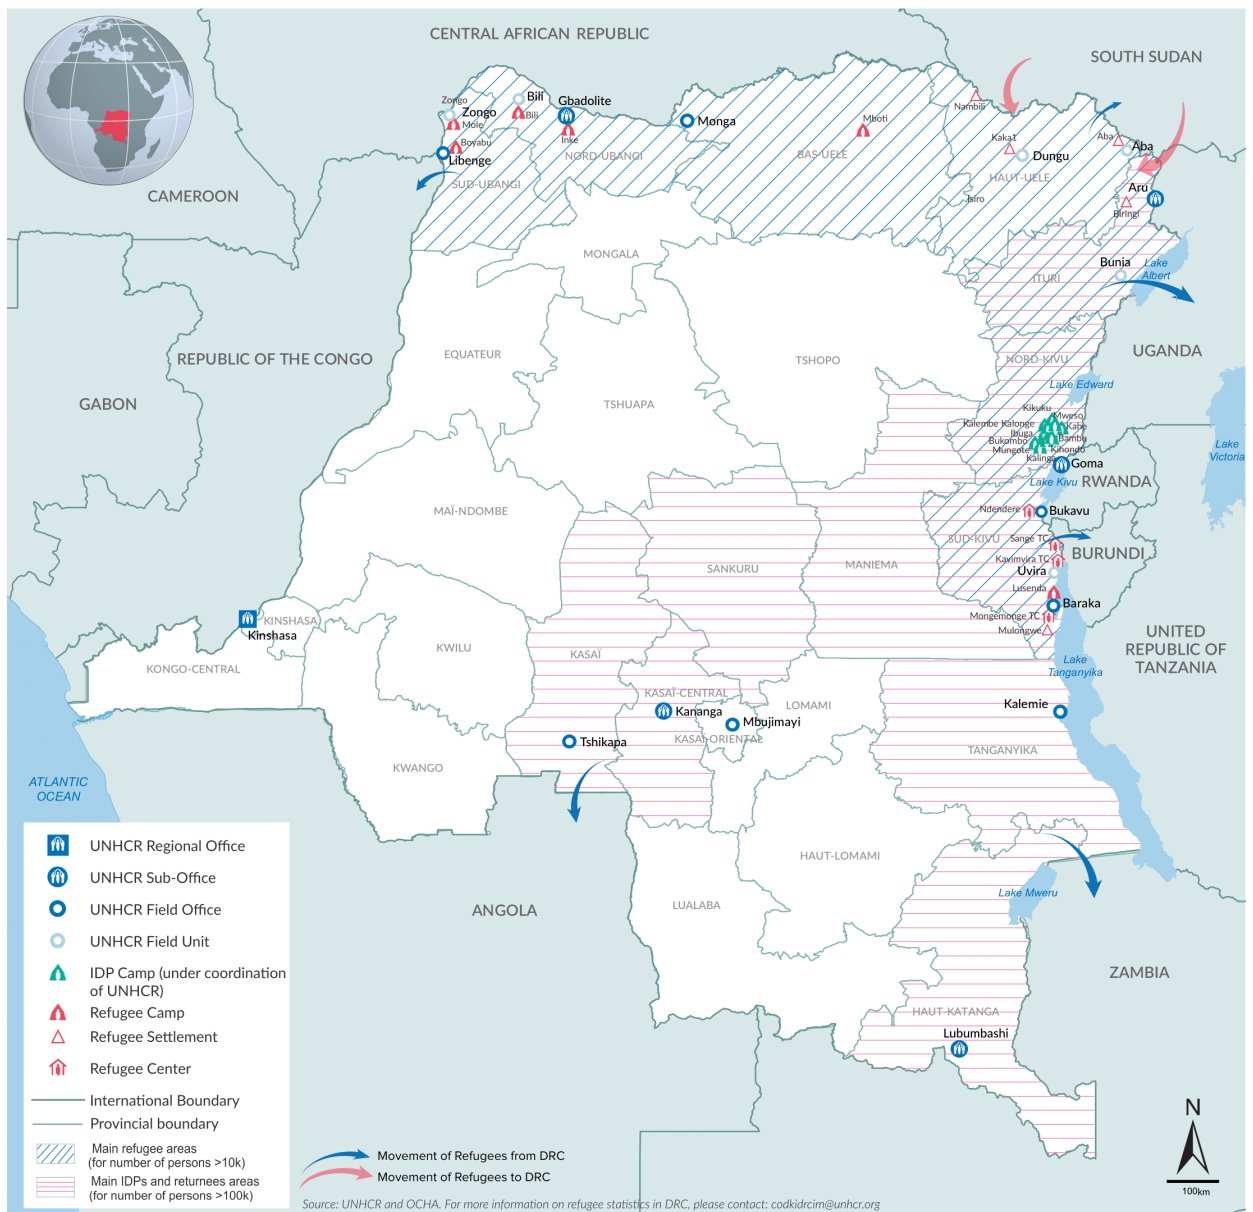 CENTRAL AFRICAN REPUBLIC
SOUTH SUDAN
CAMEROON
Zongo
Zongo
Mole
Bili
Bili
Gbadolite
Inke
Boyabu
Libenge
SUD-UBANGI
NORD-UBANGI
Monga
Mboti
BAS-UELE
Nambili
Kaka1
Dungu
HAUT-UELE
Isiro
Aba
Aba
Aru
Biringi
MONGALA
Bunia
Lake
Albert
ITURI
REPUBLIC OF THE CONGO
EQUATEUR
TSHOPO
NORD-KIVU
UGANDA
GABON
TSHUAPA
Lake Edward
Kikuku
Mweso
Kalembe Kalonge
Kahe
Ibuga
Bukombo
Bambu
Mungote
Kihondo
Kalinga
Goma
Lake Kivu
RWANDA
Lake
Victoria
MAÏ-NDOMBE
Ndendere
Bukavu
SUD-KIVU
Sange TC
BURUNDI
Kavimvira TC
SANKURU
MANIEMA
Uvira
Lusenda
Baraka
Mongemonge TC
Mulongwe
KINSHASA
Kinshasa
KONGO-CENTRAL
KWILU
KASAÏ
UNITED
REPUBLIC OF
TANZANIA
Lake
Tanganyika
KASAÏ-CENTRAL
LOMAMI
Kananga
Mbujimayi
KASAÏ-ORIENTAL
Kalemie
Tshikapa
TANGANYIKA
KWANGO
ATLANTIC
OCEAN
HAUT-LOMAMI
Lake Mweru
LUALABA
ANGOLA
ZAMBIA
HAUT-KATANGA
Lubumbashi
UNHCR Regional Office
UNHCR Sub-Office
UNHCR Field Office
UNHCR Field Unit
IDP Camp (under coordination
of UNHCR)
Refugee Camp
Refugee Settlement
Refugee Center
International Boundary
Provincial boundary
Main refugee areas
(for number of persons >10k)
Main IDPs and returnees areas
(for number of persons >100k)
Movement of Refugees from DRC
Movement of Refugees to DRC
Source: UNHCR and OCHA. For more information on refugee statistics in DRC, please contact: codkidrcim@unhcr.org
N
100km